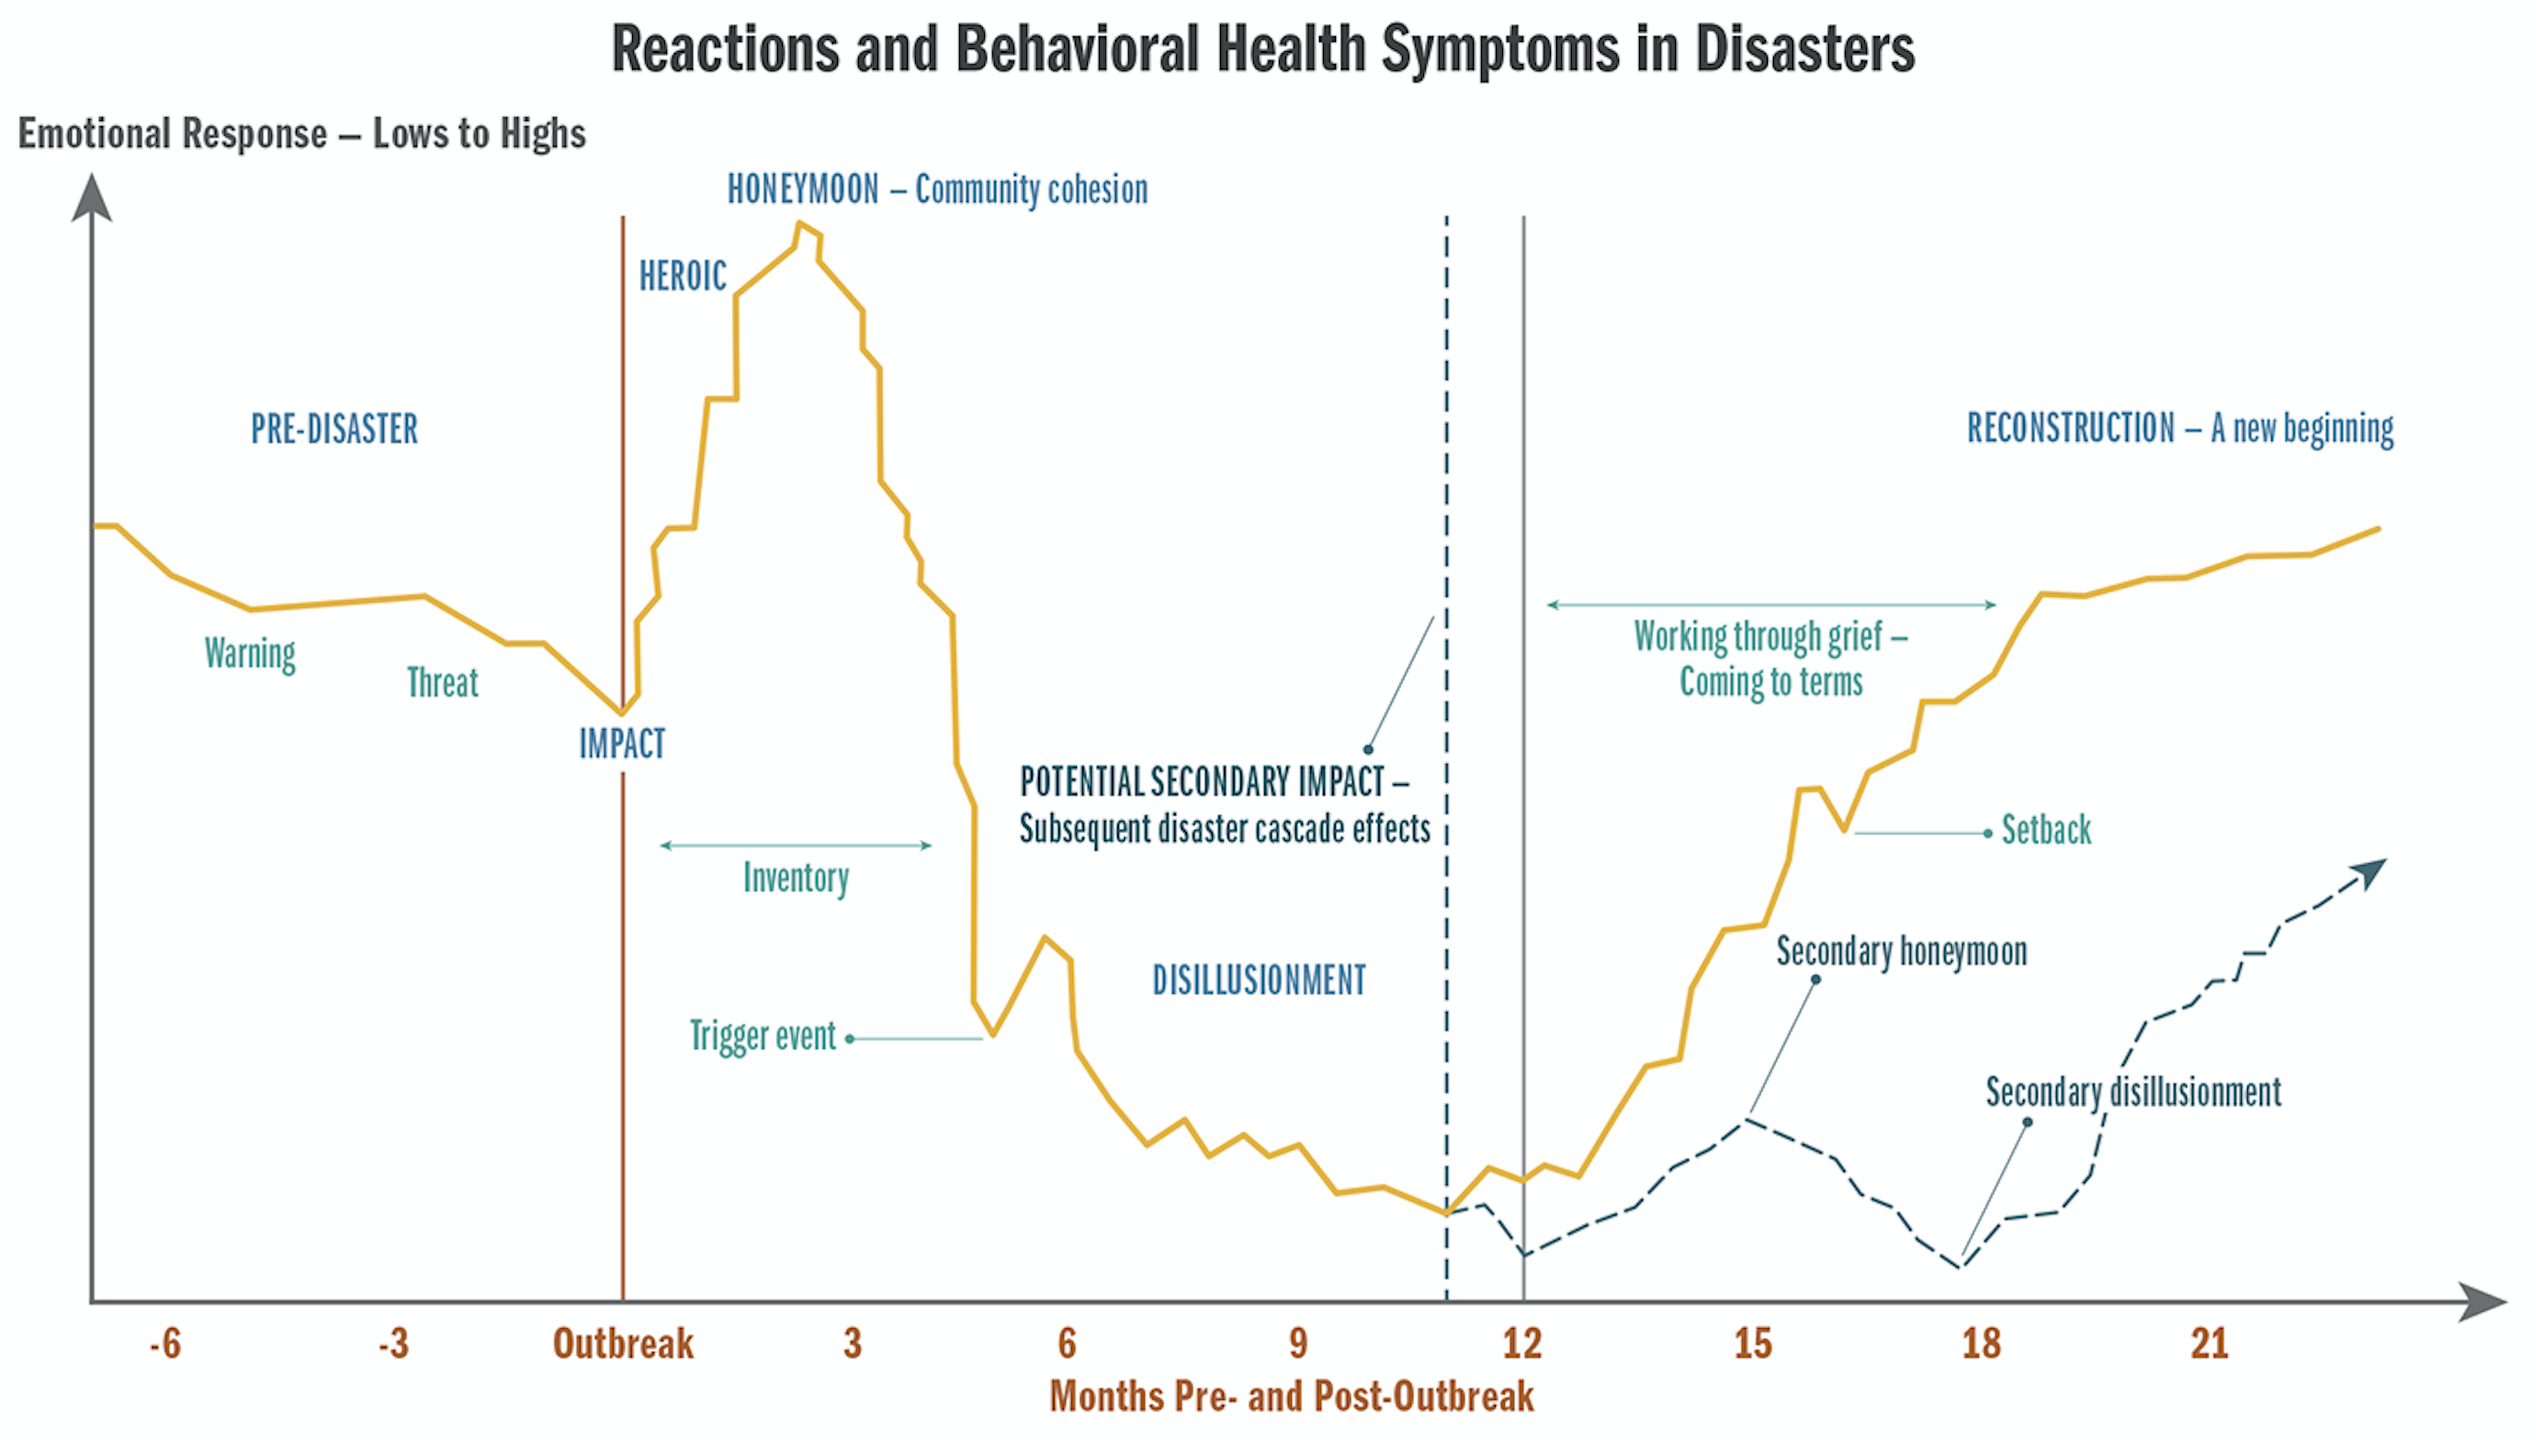 Reactions and Behavioral Health Symptoms in Disasters
Emotional Response – Lows to Highs
HONEYMOON – Community cohesion
HEROIC
PRE-DISASTER
RECONSTRUCTION – A new beginning
Warning
Threat
IMPACT
Working through grief –
Coming to terms
POTENTIAL SECONDARY IMPACT –
Subsequent disaster cascade effects
Setback
Inventory
Secondary honeymoon
DISILLUSIONMENT
Trigger event
Secondary disillusionment
-6 -3 Outbreak 3 6 9 12 15 18 21
Months Pre- and Post-Outbreak